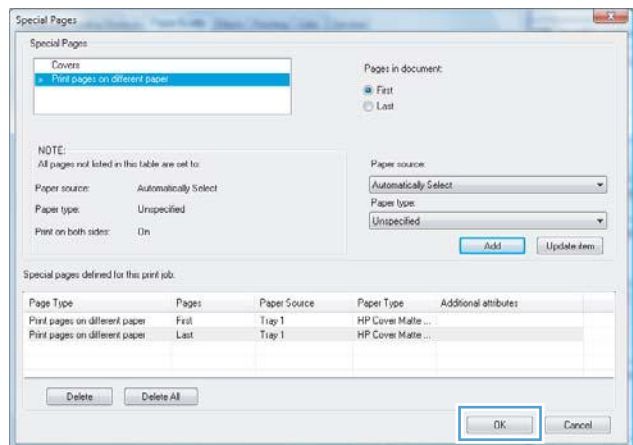 Special Pages
Special Pages
Covers
Print pages on different paper
Pages in document:
First
Last
NOTE:
All pages not listed in this table are set to:
Paper source: Automatically Select
Paper type: Unspecified
Print on both sides: On
Paper source:
Automatically Select
Paper type:
Unspecified
Add Update item
Special pages defined for this print job:
Page Type Pages Paper Source Paper Type Additional attributes
Print pages on different paper First Tray 1 HP Cover Matte ...
Print pages on different paper Last Tray 1 HP Cover Matte ...
Delete Delete All
OK Cancel